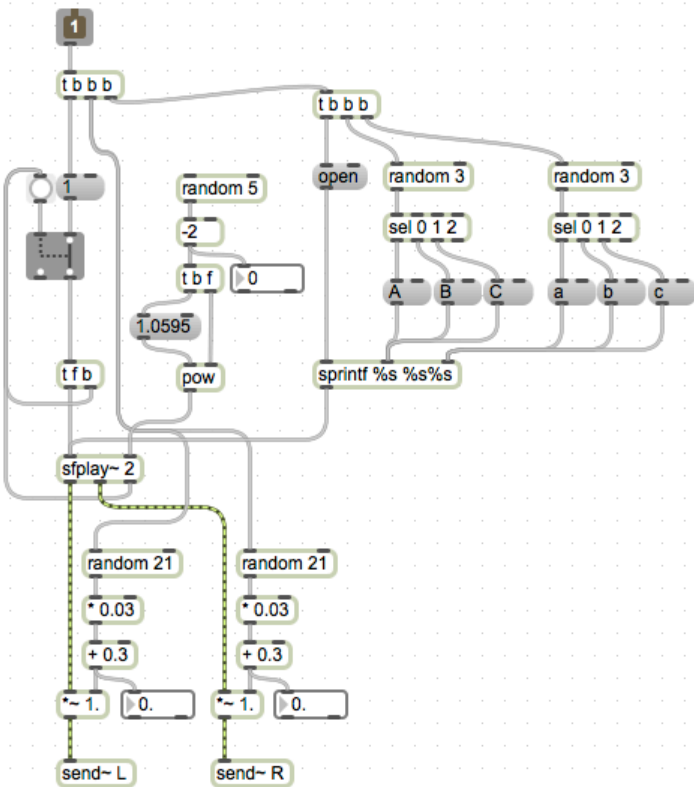 1
t b b b
t b b b
1
random 5
open
random 3
random 3
-2
sel 0 1 2
sel 0 1 2
t b f
0
A
B
C
a
b
c
1.0595
t f b
pow
sprintf %s %s%s
sfplay~ 2
random 21
random 21
* 0.03
* 0.03
+ 0.3
+ 0.3
*~ 1.
0.
*~ 1.
0.
send~ L
send~ R